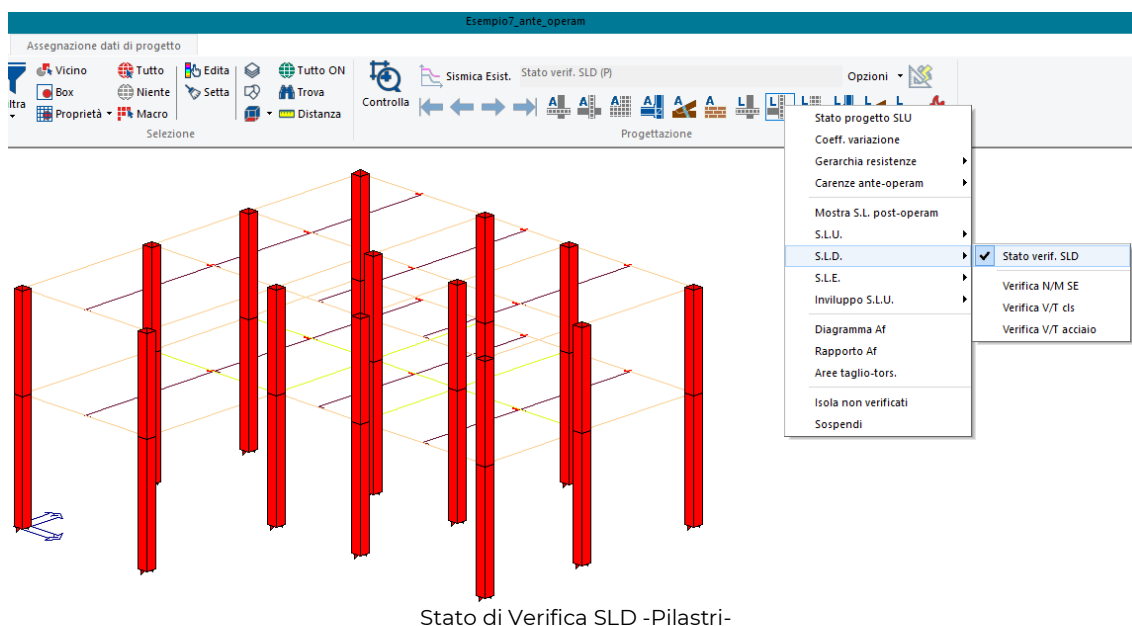 Esempio7_ante_operam
Assegnazione dati di progetto
Vicino
Tutto
Edita
Tutto ON
Box
Niente
Setta
Trova
ltra
Proprietà
Macro
Distanza
Selezione
Controlla
Sismica Esist.
Stato verif. SLD (P)
Opzioni
Progettazione
Stato progetto SLU
Coeff. variazione
Gerarchia resistenze
Carenze ante-operam
Mostra S.L. post-operam
S.L.U.
S.L.D.
S.L.E.
Inviluppo S.L.U.
Diagramma Af
Rapporto Af
Aree taglio-tors.
Isola non verificati
Sospendi
Stato verif. SLD
Verifica N/M SE
Verifica V/T cls
Verifica V/T acciaio
Stato di Verifica SLD -Pilastri-